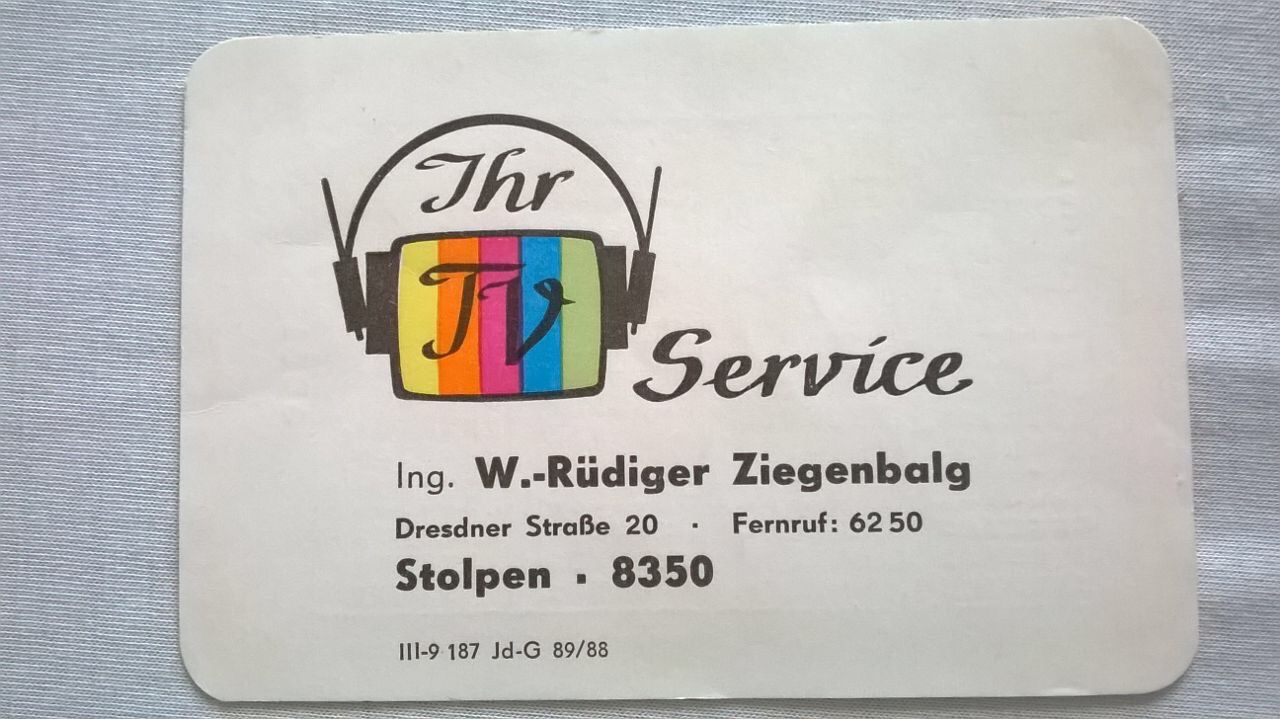 Ihr
TV
Service
Ing. W.-Rüdiger Ziegenbalg
Dresdner Straße 20 · Fernruf: 62 50
Stolpen · 8350
III-9 187 Jd-G 89/88